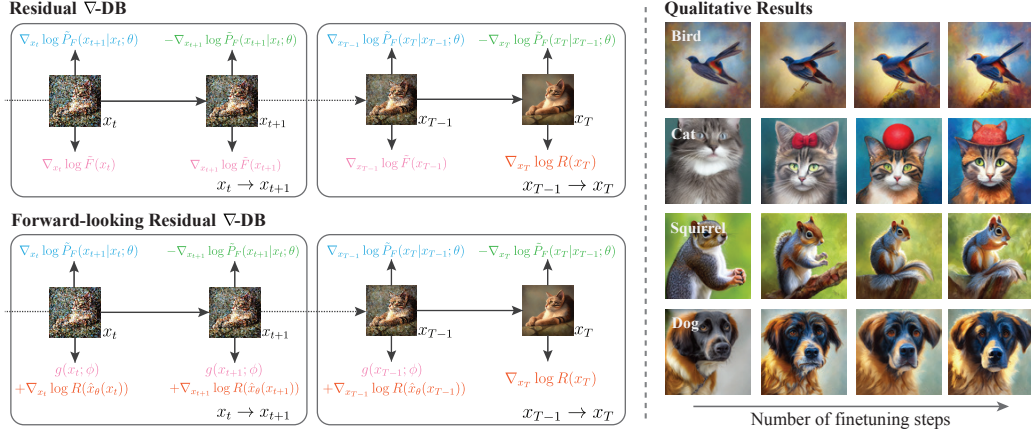 Residual ∇-DB
∇_{x_t} log P̃_F(x_{t+1}|x_t; θ)
−∇_{x_{t+1}} log P̃_F(x_{t+1}|x_t; θ)
x_t
x_{t+1}
∇_{x_t} log F̃(x_t)
∇_{x_{t+1}} log F̃(x_{t+1})
x_t → x_{t+1}
∇_{x_{T−1}} log P̃_F(x_T|x_{T−1}; θ)
−∇_{x_T} log P̃_F(x_T|x_{T−1}; θ)
x_{T−1}
x_T
∇_{x_{T−1}} log F̃(x_{T−1})
∇_{x_T} log R(x_T)
x_{T−1} → x_T
Forward-looking Residual ∇-DB
∇_{x_t} log P̃_F(x_{t+1}|x_t; θ)
−∇_{x_{t+1}} log P̃_F(x_{t+1}|x_t; θ)
x_t
x_{t+1}
g(x_t; ϕ)
+∇_{x_t} log R(x̂_θ(x_t))
g(x_{t+1}; ϕ)
+∇_{x_{t+1}} log R(x̂_θ(x_{t+1}))
x_t → x_{t+1}
∇_{x_{T−1}} log P̃_F(x_T|x_{T−1}; θ)
−∇_{x_T} log P̃_F(x_T|x_{T−1}; θ)
x_{T−1}
x_T
g(x_{T−1}; ϕ)
+∇_{x_{T−1}} log R(x̂_θ(x_{T−1}))
∇_{x_T} log R(x_T)
x_{T−1} → x_T
Qualitative Results
Bird
Cat
Squirrel
Dog
Number of finetuning steps